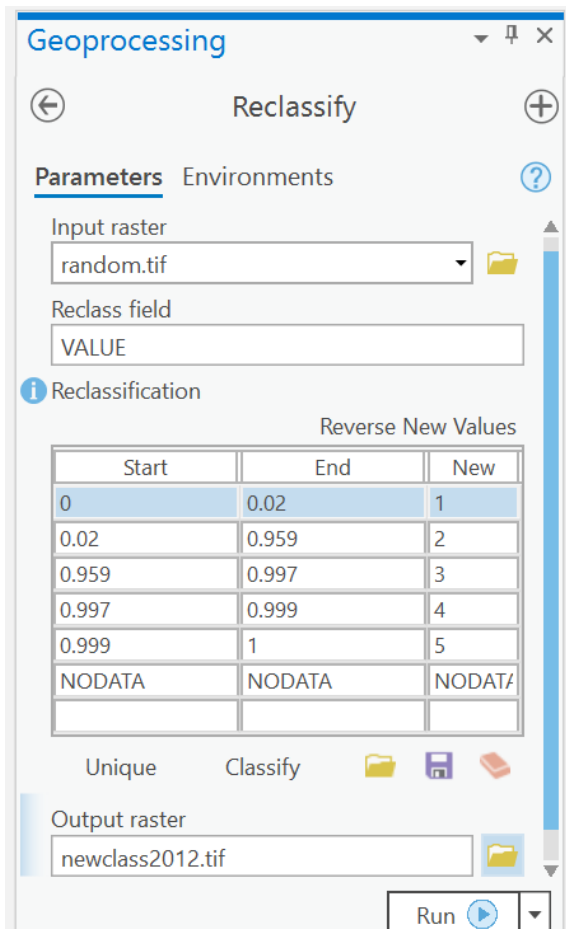 Geoprocessing
Reclassify
Parameters Environments
Input raster
random.tif
Reclass field
VALUE
Reclassification
Reverse New Values
Start End New
0 0.02 1
0.02 0.959 2
0.959 0.997 3
0.997 0.999 4
0.999 1 5
NODATA NODATA NODATA
Unique Classify
Output raster
newclass2012.tif
Run